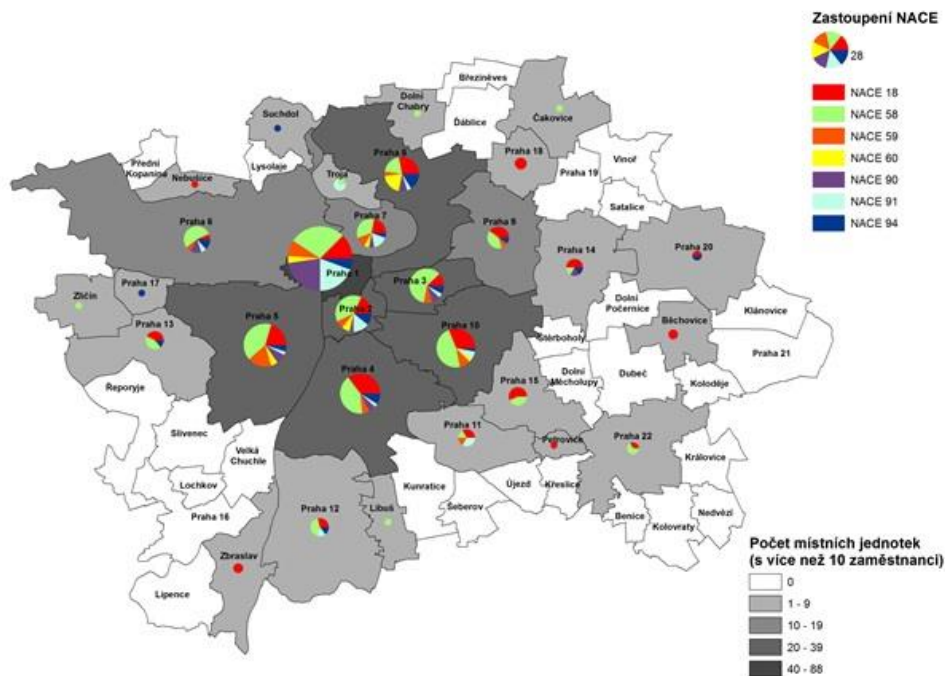 Zastoupení NACE
28
NACE 18
NACE 58
NACE 59
NACE 60
NACE 90
NACE 91
NACE 94
Březiněves
Dolní
Chabry
Ďáblice
Čakovice
Suchdol
Přední
Kopanina
Nebušice
Lysolaje
Praha 8
Troja
Praha 18
Praha 19
Vinoř
Satalice
Praha 6
Praha 7
Praha 9
Praha 14
Praha 20
Praha 1
Praha 3
Praha 2
Praha 17
Zličín
Praha 13
Praha 5
Praha 10
Dolní
Počernice
Klánovice
Běchovice
Štěrboholy
Praha 21
Dolní
Měcholupy
Dubeč
Koloděje
Řeporyje
Praha 4
Praha 15
Praha 11
Petrovice
Praha 22
Královice
Slivenec
Velká
Chuchle
Lochkov
Kunratice
Šeberov
Újezd
Křeslice
Benice
Kolovraty
Nedvězí
Praha 16
Praha 12
Libuš
Zbraslav
Lipence
Počet místních jednotek
(s více než 10 zaměstnanci)
0
1 - 9
10 - 19
20 - 39
40 - 88